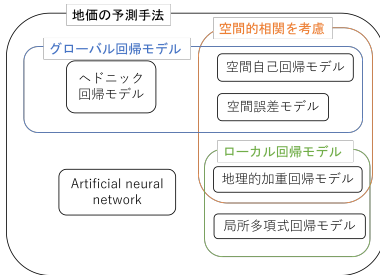 地価の予測手法
空間的相関を考慮
グローバル回帰モデル
ヘドニック
回帰モデル
空間自己回帰モデル
空間誤差モデル
ローカル回帰モデル
Artificial neural
network
地理的加重回帰モデル
局所多項式回帰モデル